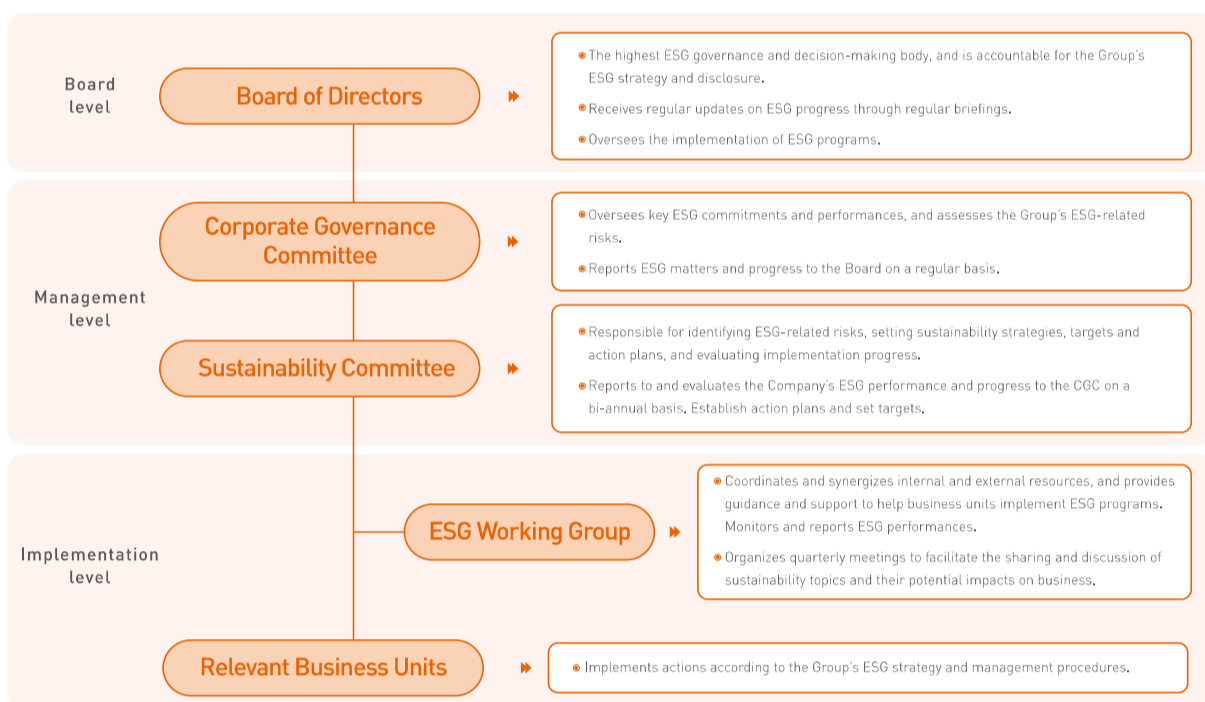 Board
level
Board of Directors
The highest ESG governance and decision-making body, and is accountable for the Group's
ESG strategy and disclosure.
Receives regular updates on ESG progress through regular briefings.
Oversees the implementation of ESG programs.
Management
level
Corporate Governance
Committee
Oversees key ESG commitments and performances, and assesses the Group's ESG-related
risks.
Reports ESG matters and progress to the Board on a regular basis.
Sustainability Committee
Responsible for identifying ESG-related risks, setting sustainability strategies, targets and
action plans, and evaluating implementation progress.
Reports to and evaluates the Company's ESG performance and progress to the CGC on a
bi-annual basis. Establish action plans and set targets.
Implementation
level
ESG Working Group
Coordinates and synergizes internal and external resources, and provides
guidance and support to help business units implement ESG programs.
Monitors and reports ESG performances.
Organizes quarterly meetings to facilitate the sharing and discussion of
sustainability topics and their potential impacts on business.
Relevant Business Units
Implements actions according to the Group's ESG strategy and management procedures.